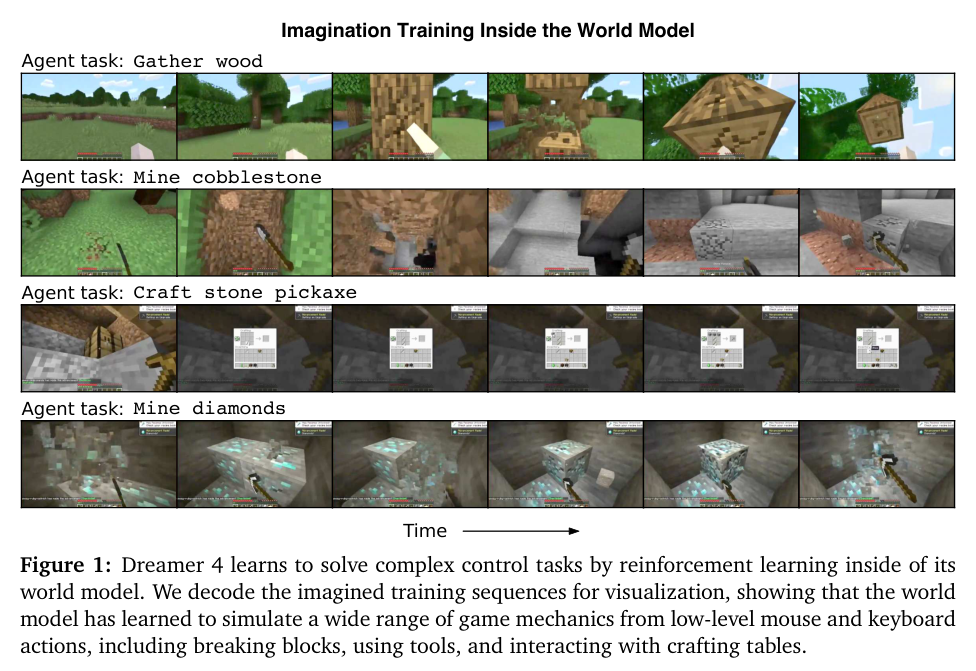 Imagination Training Inside the World Model
Agent task: Gather wood
Agent task: Mine cobblestone
Agent task: Craft stone pickaxe
Agent task: Mine diamonds
Time
Figure 1: Dreamer 4 learns to solve complex control tasks by reinforcement learning inside of its
world model. We decode the imagined training sequences for visualization, showing that the world
model has learned to simulate a wide range of game mechanics from low-level mouse and keyboard
actions, including breaking blocks, using tools, and interacting with crafting tables.